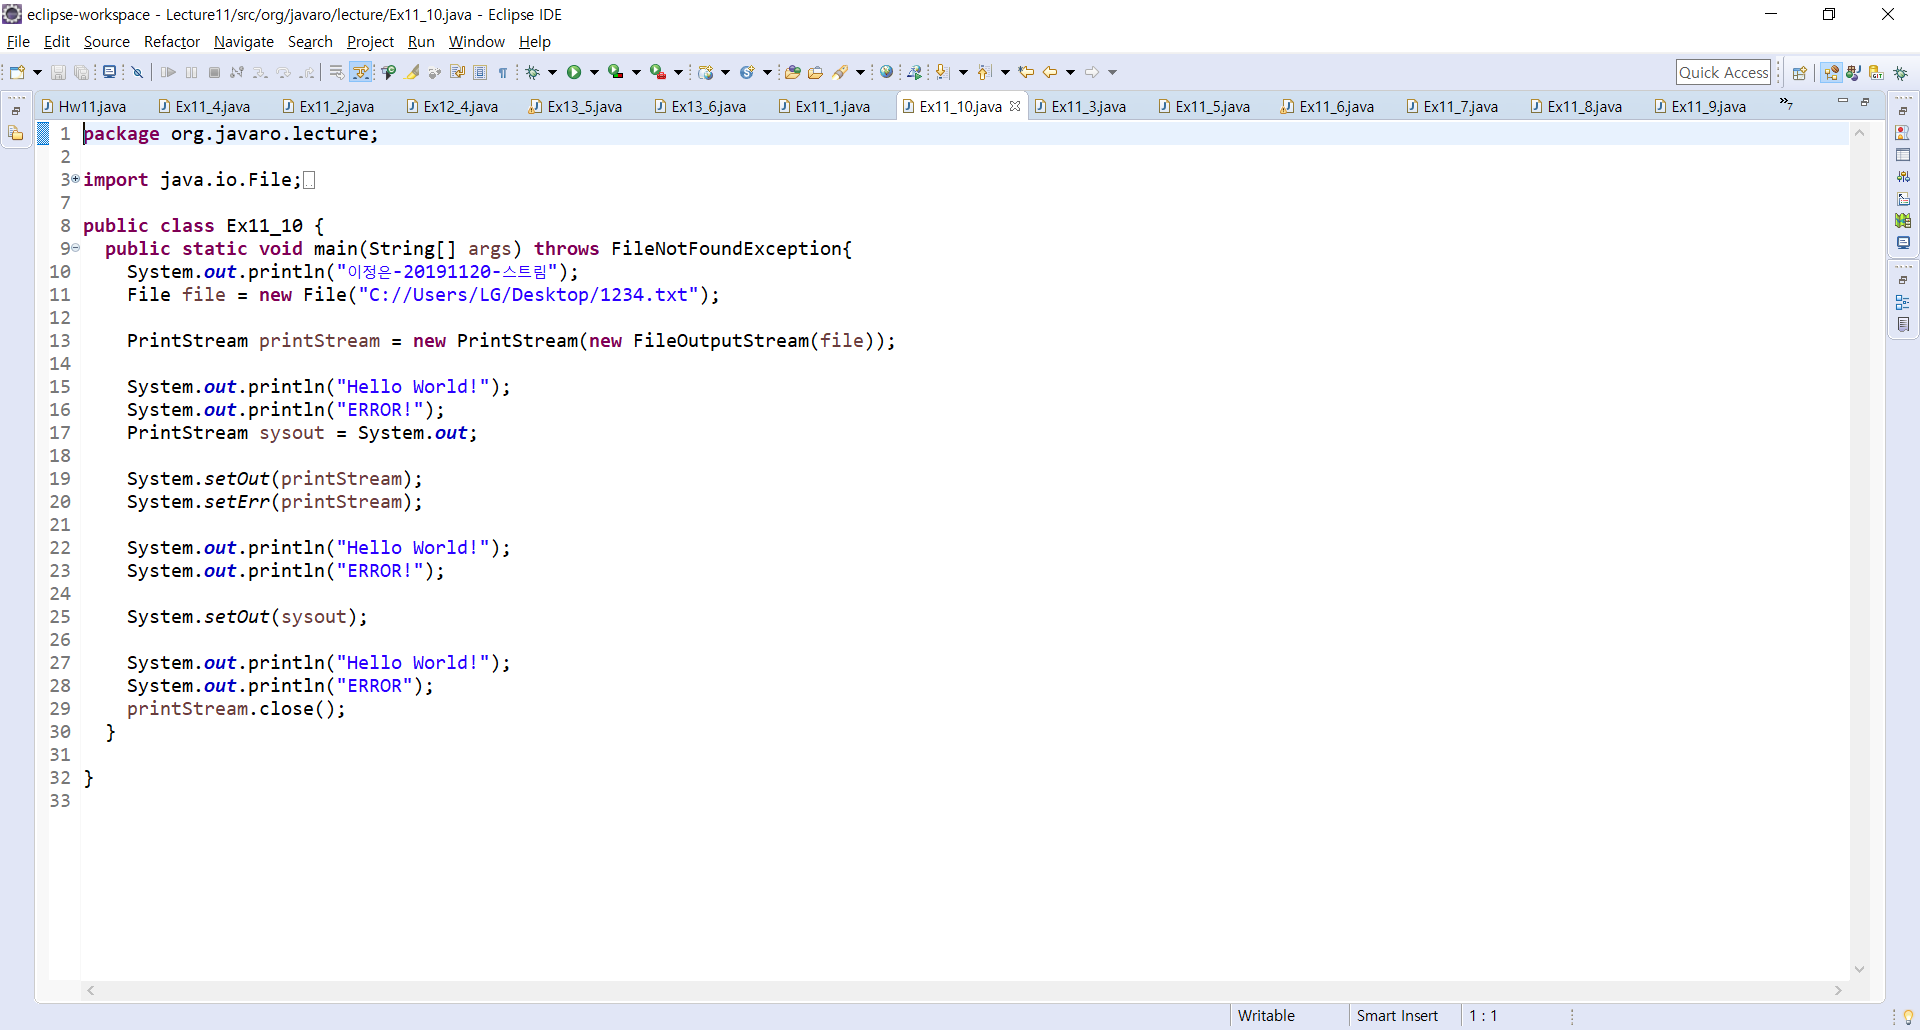 eclipse-workspace - Lecture11/src/org/javaro/lecture/Ex11_10.java - Eclipse IDE
File Edit Source Refactor Navigate Search Project Run Window Help
Quick Access
Hw11.java Ex11_4.java Ex11_2.java Ex12_4.java Ex13_5.java Ex13_6.java Ex11_1.java Ex11_10.java Ex11_3.java Ex11_5.java Ex11_6.java Ex11_7.java Ex11_8.java Ex11_9.java »7
1 package org.javaro.lecture;
2
3 import java.io.File;
7
8 public class Ex11_10 {
9 public static void main(String[] args) throws FileNotFoundException{
10 System.out.println("이정은-20191120-스트림");
11 File file = new File("C://Users/LG/Desktop/1234.txt");
12
13 PrintStream printStream = new PrintStream(new FileOutputStream(file));
14
15 System.out.println("Hello World!");
16 System.out.println("ERROR!");
17 PrintStream sysout = System.out;
18
19 System.setOut(printStream);
20 System.setErr(printStream);
21
22 System.out.println("Hello World!");
23 System.out.println("ERROR!");
24
25 System.setOut(sysout);
26
27 System.out.println("Hello World!");
28 System.out.println("ERROR");
29 printStream.close();
30 }
31
32 }
33
Writable Smart Insert 1 : 1